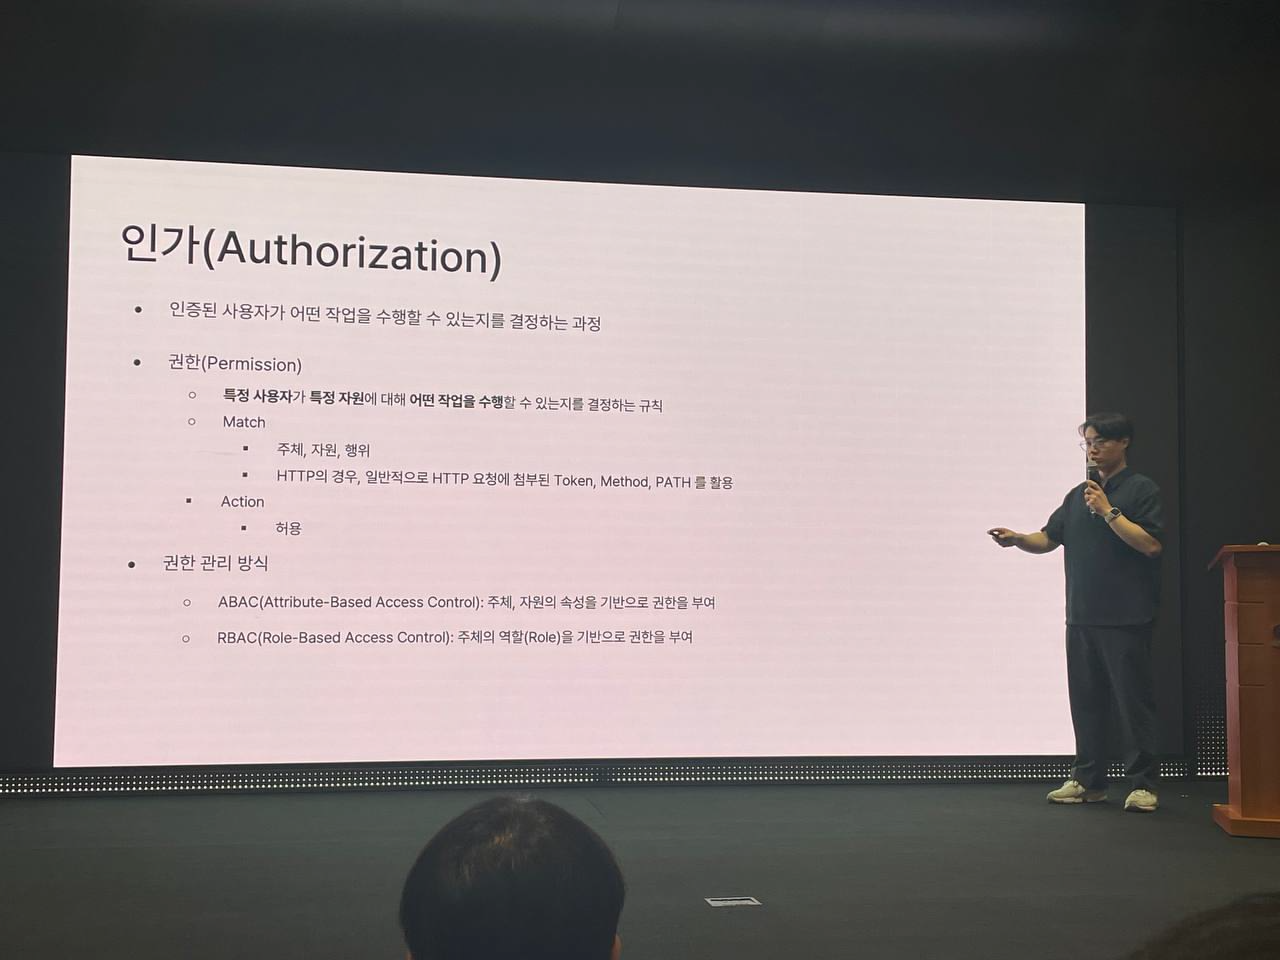 인가(Authorization)
● 인증된 사용자가 어떤 작업을 수행할 수 있는지를 결정하는 과정
● 권한(Permission)
○ 특정 사용자가 특정 자원에 대해 어떤 작업을 수행할 수 있는지를 결정하는 규칙
○ Match
■ 주체, 자원, 행위
■ HTTP의 경우, 일반적으로 HTTP 요청에 첨부된 Token, Method, PATH 를 활용
■ Action
■ 허용
● 권한 관리 방식
○ ABAC(Attribute-Based Access Control): 주체, 자원의 속성을 기반으로 권한을 부여
○ RBAC(Role-Based Access Control): 주체의 역할(Role)을 기반으로 권한을 부여